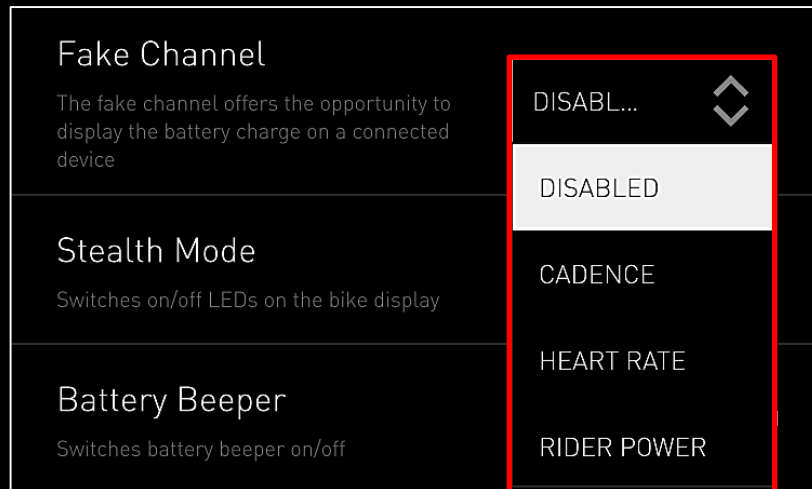 Fake Channel
The fake channel offers the opportunity to
display the battery charge on a connected
device
DISABL...
DISABLED
Stealth Mode
Switches on/off LEDs on the bike display
CADENCE
HEART RATE
Battery Beeper
Switches battery beeper on/off
RIDER POWER